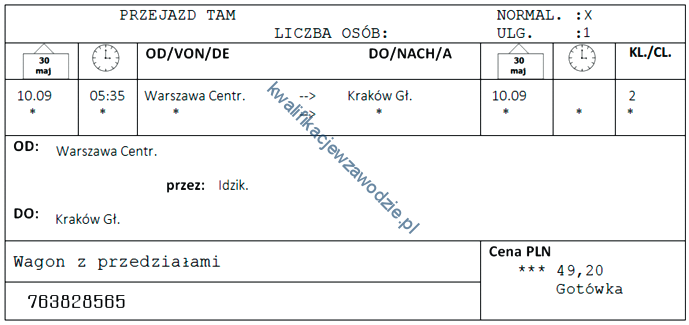 PRZEJAZD TAM NORMAL. :X
LICZBA OSÓB: ULG. :1
30 maj OD/VON/DE DO/NACH/A 30 maj KL./CL.
10.09 05:35 Warszawa Centr. --> Kraków Gł. 10.09 2
* * * --> * * * *
OD: Warszawa Centr.
przez: Idzik.
DO: Kraków Gł.
Wagon z przedziałami
Cena PLN
*** 49,20
Gotówka
763828565
kwalifikacjewzawodzie.pl